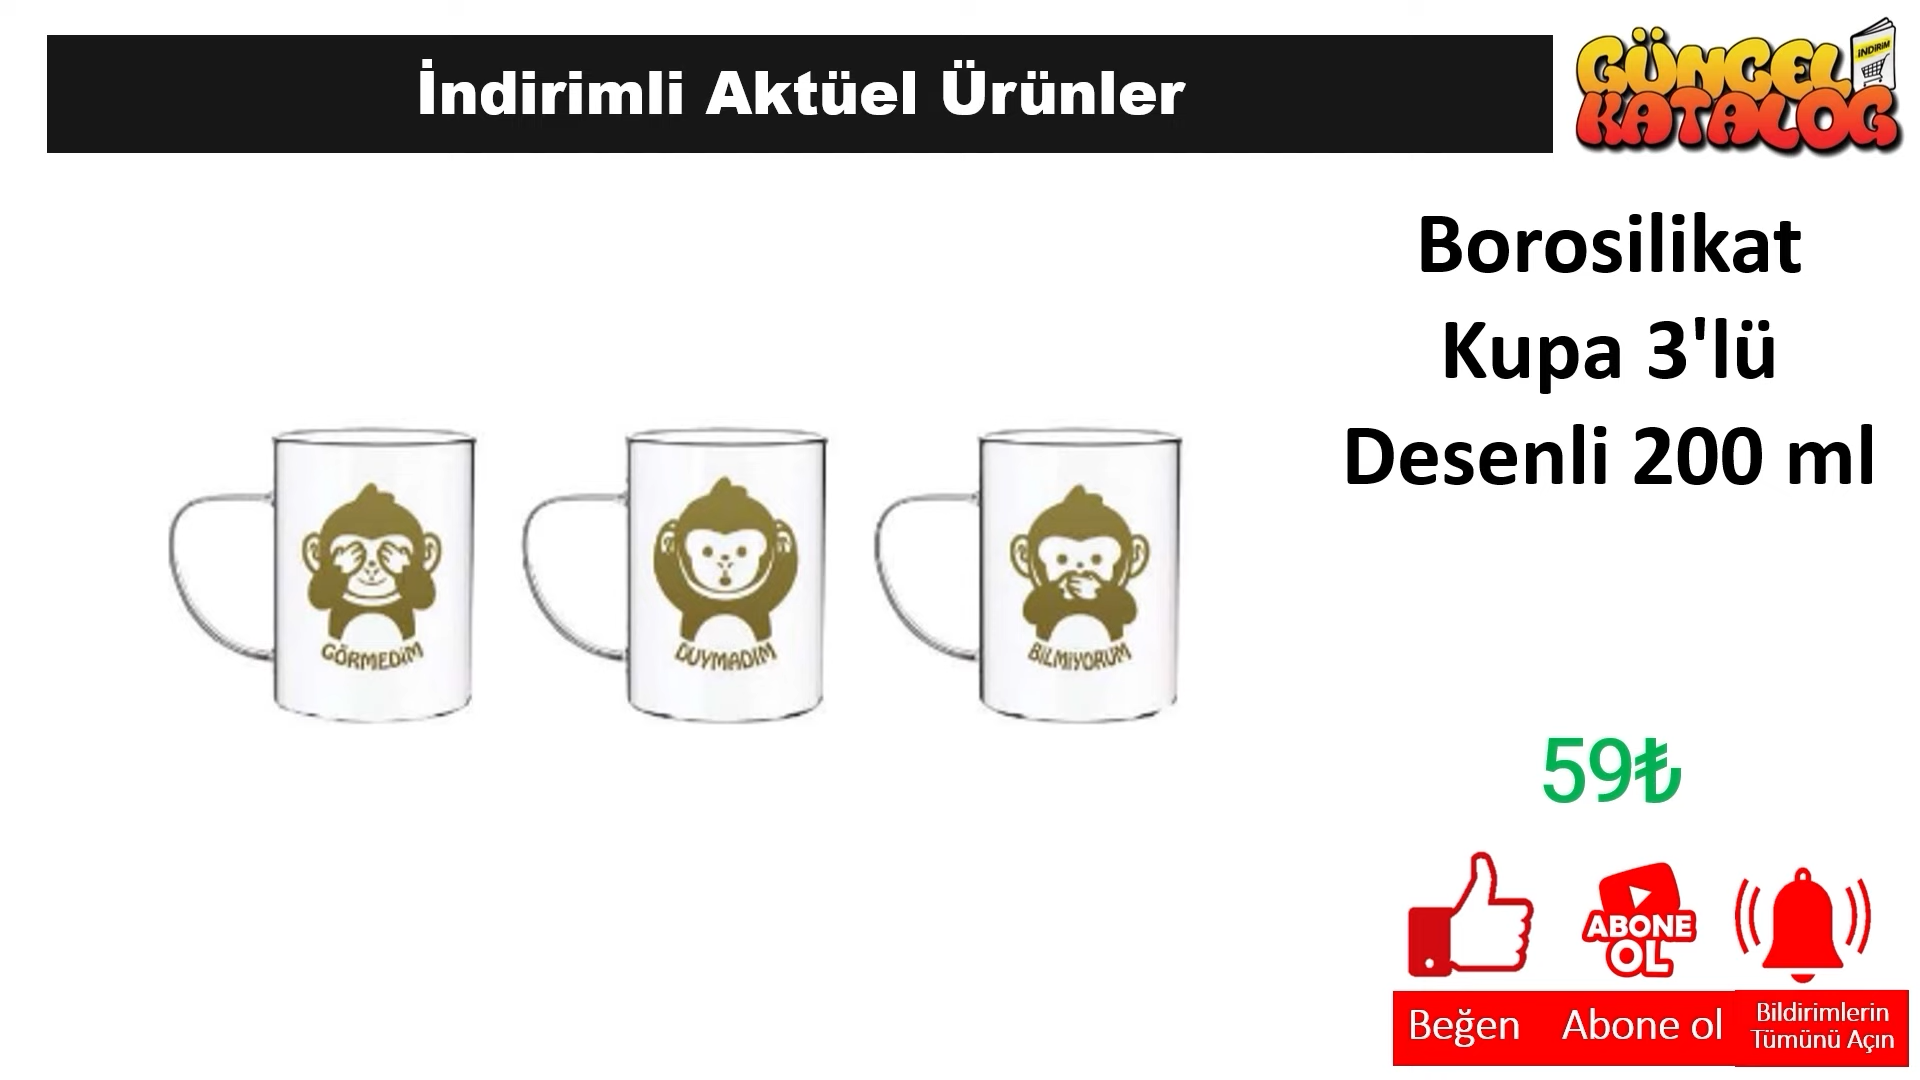 İndirimli Aktüel Ürünler
GÜNCEL
KATALOG
İNDİRİM
Borosilikat
Kupa 3'lü
Desenli 200 ml
GÖRMEDİM
DUYMADIM
BİLMİYORUM
59₺
ABONE
OL
Beğen
Abone ol
Bildirimlerin
Tümünü Açın